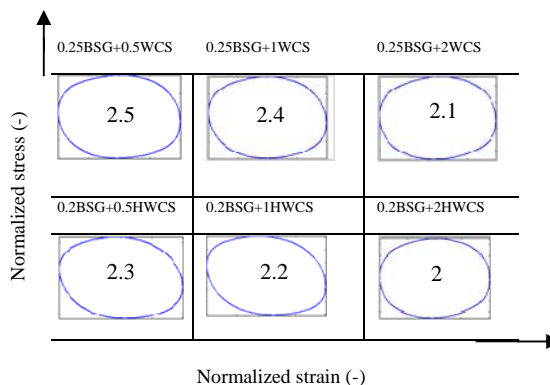 0.25BSG+0.5WCS 0.25BSG+1WCS 0.25BSG+2WCS
2.5 2.4 2.1
0.2BSG+0.5HWCS 0.2BSG+1HWCS 0.2BSG+2HWCS
2.3 2.2 2
Normalized stress (-)
Normalized strain (-)